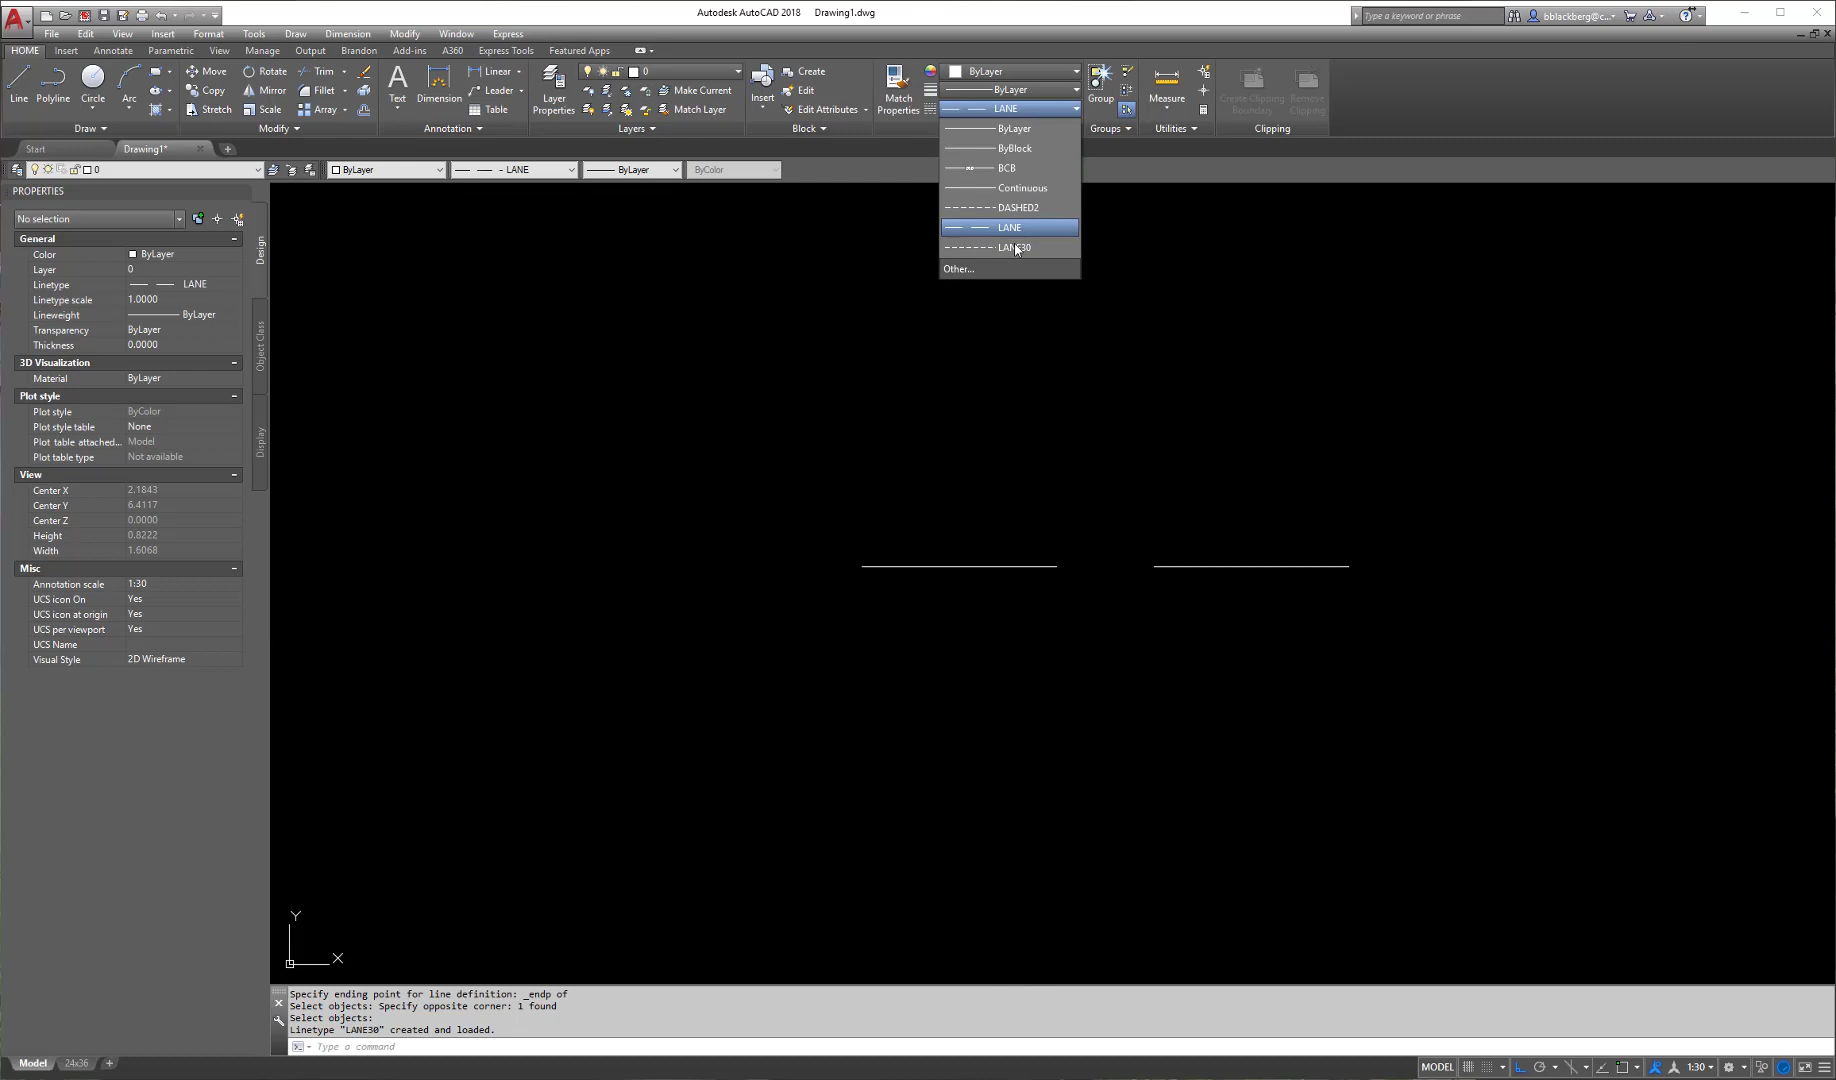 Autodesk AutoCAD 2018 Drawing1.dwg
Type a keyword or phrase
bblackberg@c...
File Edit View Insert Format Tools Draw Dimension Modify Window Express
HOME Insert Annotate Parametric View Manage Output Brandon Add-ins A360 Express Tools Featured Apps
Line Polyline Circle Arc
Move Rotate Trim
Copy Mirror Fillet
Stretch Scale Array
Text Dimension
Linear
Leader
Table
Layer Properties
0
Make Current
Match Layer
Insert
Create
Edit
Edit Attributes
Match Properties
ByLayer
ByLayer
LANE
Group
Measure
Create Clipping Boundary
Remove Clipping
Draw Modify Annotation Layers Block Groups Utilities Clipping
ByLayer
ByBlock
BCB
Continuous
DASHED2
LANE
LANE30
Other...
Start Drawing1*
0 ByLayer LANE ByLayer ByColor
PROPERTIES
No selection
General
Color ByLayer
Layer 0
Linetype LANE
Linetype scale 1.0000
Lineweight ByLayer
Transparency ByLayer
Thickness 0.0000
3D Visualization
Material ByLayer
Plot style
Plot style ByColor
Plot style table None
Plot table attached... Model
Plot table type Not available
View
Center X 2.1843
Center Y 6.4117
Center Z 0.0000
Height 0.8222
Width 1.6068
Misc
Annotation scale 1:30
UCS icon On Yes
UCS icon at origin Yes
UCS per viewport Yes
UCS Name
Visual Style 2D Wireframe
Design
Object Class
Display
Y
X
Specify ending point for line definition: _endp of
Select objects: Specify opposite corner: 1 found
Select objects:
Linetype "LANE30" created and loaded.
Type a command
Model 24x36
MODEL 1:30